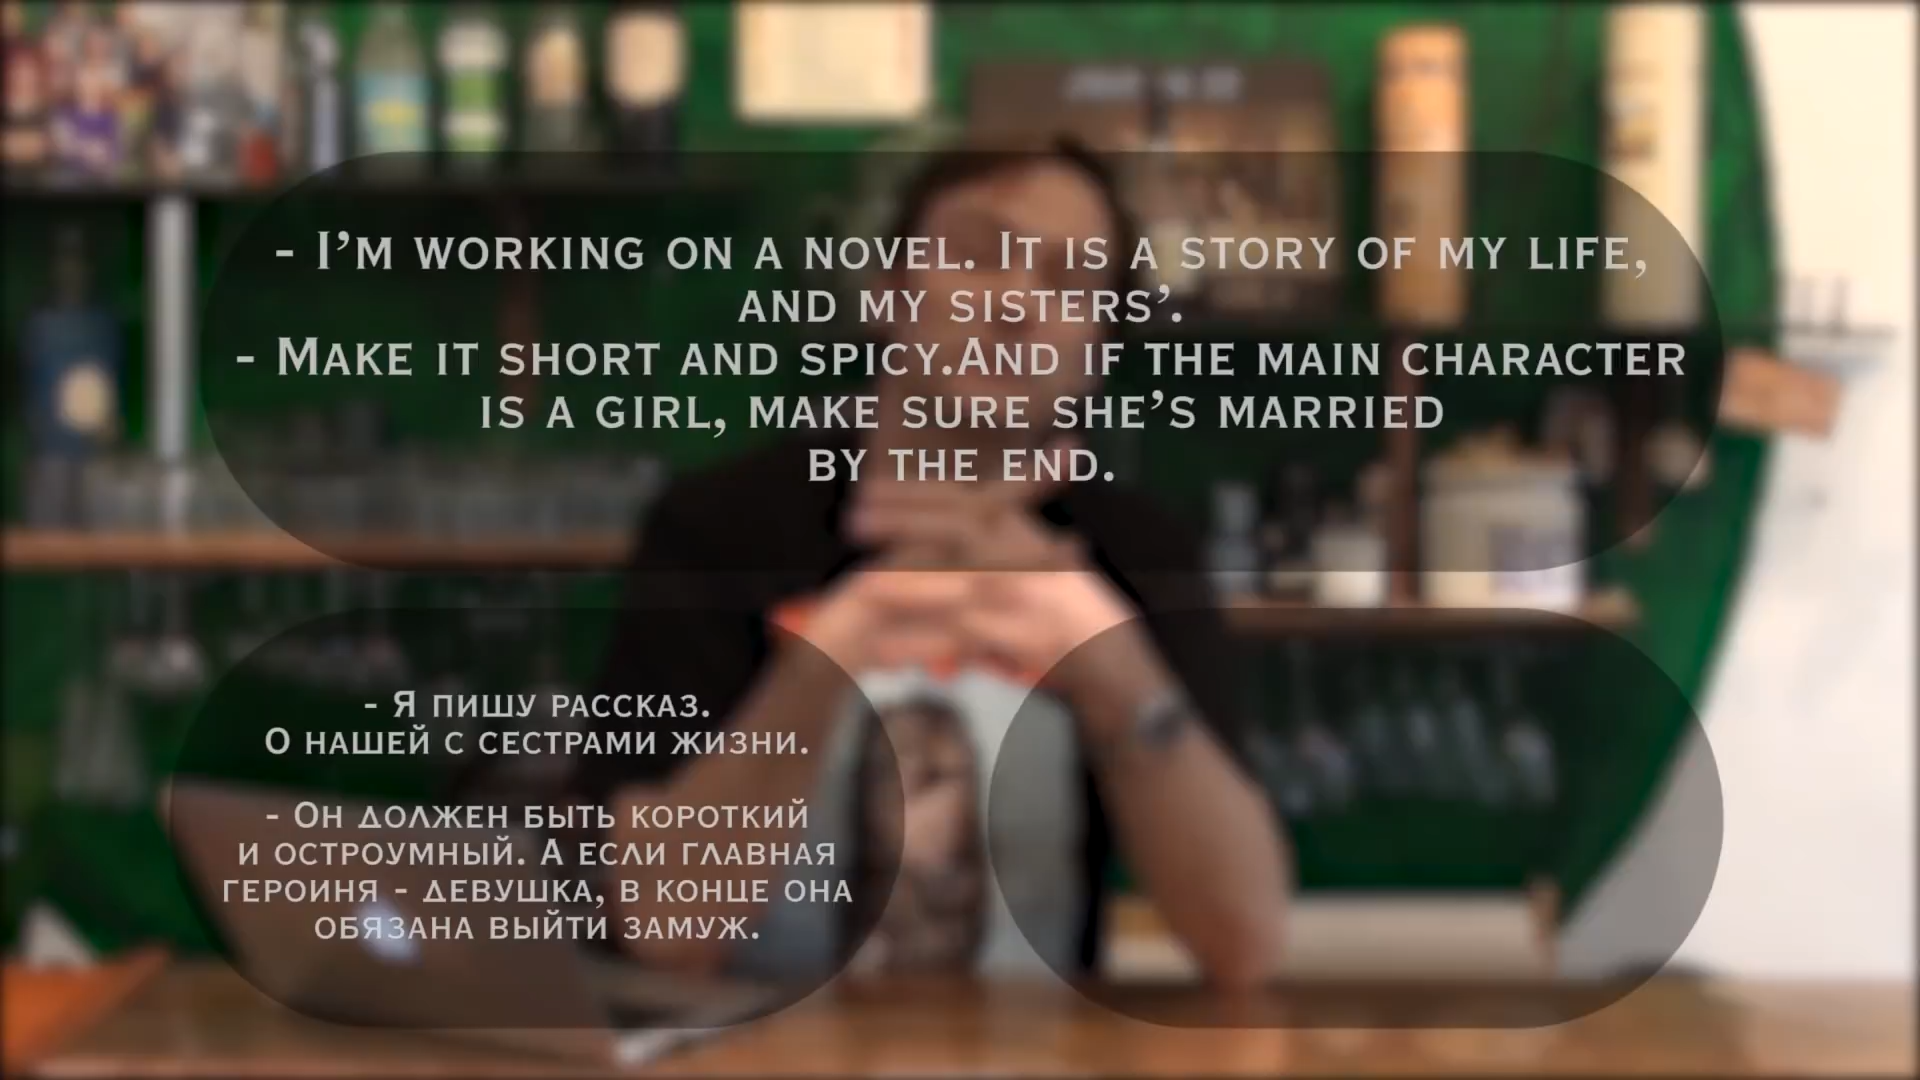 - I’m working on a novel. It is a story of my life,
and my sisters’.
- Make it short and spicy.And if the main character
is a girl, make sure she’s married
by the end.
- Я пишу рассказ.
О нашей с сестрами жизни.
- Он должен быть короткий
и остроумный. А если главная
героиня - девушка, в конце она
обязана выйти замуж.